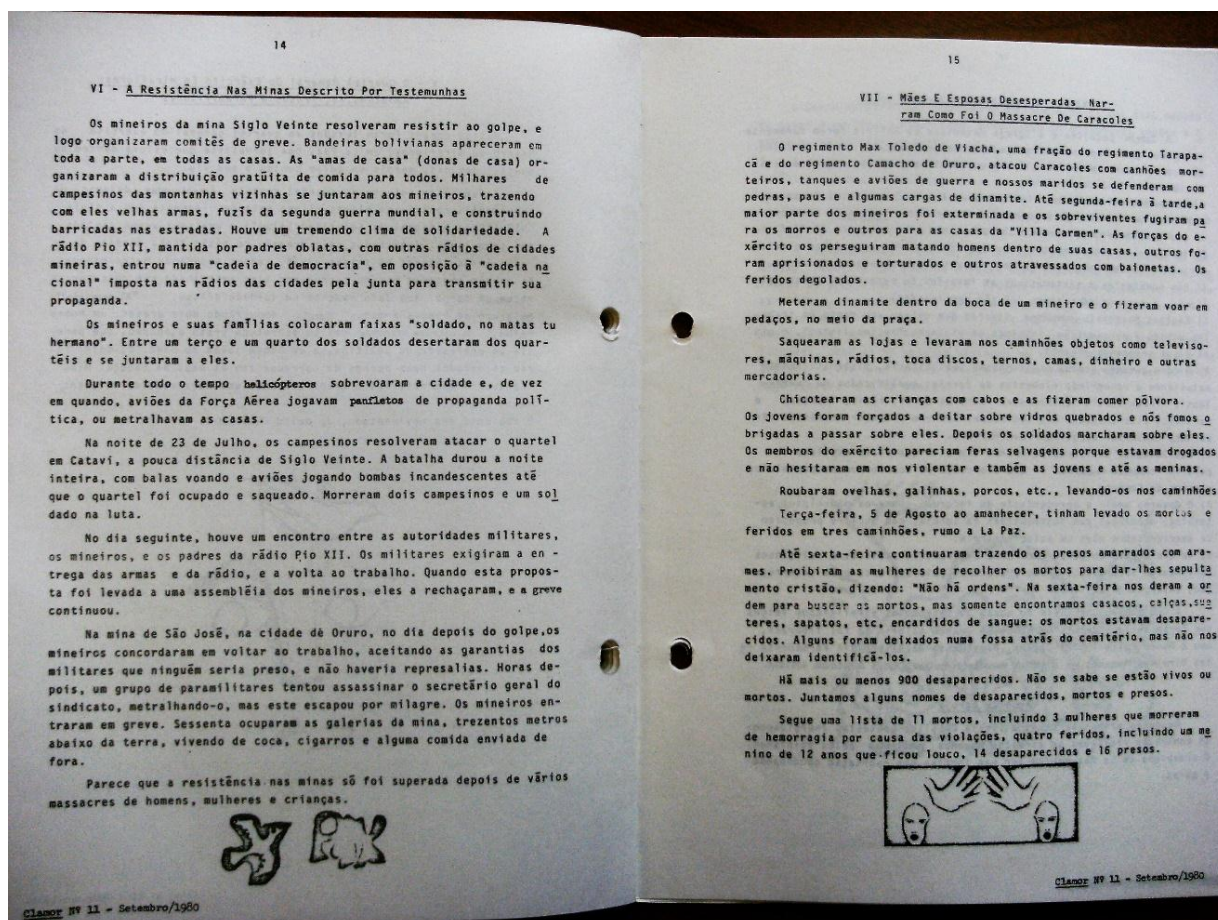 14
VI - A Resistência Nas Minas Descrito Por Testemunhas
Os mineiros da mina Siglo Veinte resolveram resistir ao golpe, e
logo organizaram comitês de greve. Bandeiras bolivianas apareceram em
toda a parte, em todas as casas. As "amas de casa" (donas de casa) or-
ganizaram a distribuição gratúita de comida para todos. Milhares de
campesinos das montanhas vizinhas se juntaram aos mineiros, trazendo
com eles velhas armas, fuzís da segunda guerra mundial, e construindo
barricadas nas estradas. Houve um tremendo clima de solidariedade. A
rádio Pio XII, mantida por padres oblatas, com outras rádios de cidades
mineiras, entrou numa "cadeia de democracia", em oposição ã "cadeia na
cional" imposta nas rádios das cidades pela junta para transmitir sua
propaganda.
Os mineiros e suas famílias colocaram faixas "soldado, no matas tu
hermano". Entre um terço e um quarto dos soldados desertaram dos quar-
téis e se juntaram a eles.
Durante todo o tempo helicópteros sobrevoaram a cidade e, de vez
em quando, aviões da Força Aérea jogavam panfletos de propaganda polí-
tica, ou metralhavam as casas.
Na noite de 23 de Julho, os campesinos resolveram atacar o quartel
em Catavi, a pouca distância de Siglo Veinte. A batalha durou a noite
inteira, com balas voando e aviões jogando bombas incandescentes até
que o quartel foi ocupado e saqueado. Morreram dois campesinos e um sol
dado na luta.
No dia seguinte, houve um encontro entre as autoridades militares,
os mineiros, e os padres da rádio Pio XII. Os militares exigiram a en -
trega das armas e da rádio, e a volta ao trabalho. Quando esta propos-
ta foi levada a uma assembléia dos mineiros, eles a rechaçaram, e a greve
continuou.
Na mina de São José, na cidade de Oruro, no dia depois do golpe,os
mineiros concordaram em voltar ao trabalho, aceitando as garantias dos
militares que ninguém seria preso, e não haveria represalias. Horas de-
pois, um grupo de paramilitares tentou assassinar o secretário geral do
sindicato, metralhando-o, mas este escapou por milagre. Os mineiros en-
traram em greve. Sessenta ocuparam as galerias da mina, trezentos metros
abaixo da terra, vivendo de coca, cigarros e alguma comida enviada de
fora.
Parece que a resistência nas minas só foi superada depois de vários
massacres de homens, mulheres e crianças.
Clamor Nº 11 - Setembro/1980
15
VII - Mães E Esposas Desesperadas Nar-
ram Como Foi O Massacre De Caracoles
O regimento Max Toledo de Viacha, uma fração do regimento Tarapa-
cã e do regimento Camacho de Oruro, atacou Caracoles com canhões mor-
teiros, tanques e aviões de guerra e nossos maridos se defenderam com
pedras, paus e algumas cargas de dinamite. Até segunda-feira ã tarde,a
maior parte dos mineiros foi exterminada e os sobreviventes fugiram pa
ra os morros e outros para as casas da "Villa Carmen". As forças do e-
xército os perseguiram matando homens dentro de suas casas, outros fo-
ram aprisionados e torturados e outros atravessados com baionetas. Os
feridos degolados.
Meteram dinamite dentro da boca de um mineiro e o fizeram voar em
pedaços, no meio da praça.
Saquearam as lojas e levaram nos caminhões objetos como televiso-
res, máquinas, rádios, toca discos, ternos, camas, dinheiro e outras
mercadorias.
Chicotearam as crianças com cabos e as fizeram comer pólvora.
Os jovens foram forçados a deitar sobre vidros quebrados e nós fomos o
brigadas a passar sobre eles. Depois os soldados marcharam sobre eles.
Os membros do exército pareciam feras selvagens porque estavam drogados
e não hesitaram em nos violentar e também as jovens e até as meninas.
Roubaram ovelhas, galinhas, porcos, etc., levando-os nos caminhões
Terça-feira, 5 de Agosto ao amanhecer, tinham levado os mortos e
feridos em tres caminhões, rumo a La Paz.
Até sexta-feira continuaram trazendo os presos amarrados com ara-
mes. Proibiram as mulheres de recolher os mortos para dar-lhes sepulta
mento cristão, dizendo: "Não há ordens". Na sexta-feira nos deram a or
dem para buscar os mortos, mas somente encontramos casacos, calças,sue
teres, sapatos, etc, encardidos de sangue: os mortos estavam desapare-
cidos. Alguns foram deixados numa fossa atrás do cemitério, mas não nos
deixaram identificá-los.
Há mais ou menos 900 desaparecidos. Não se sabe se estão vivos ou
mortos. Juntamos alguns nomes de desaparecidos, mortos e presos.
Segue uma lista de 11 mortos, incluindo 3 mulheres que morreram
de hemorragia por causa das violações, quatro feridos, incluindo um me
nino de 12 anos que ficou louco, 14 desaparecidos e 16 presos.
Clamor Nº 11 - Setembro/1980